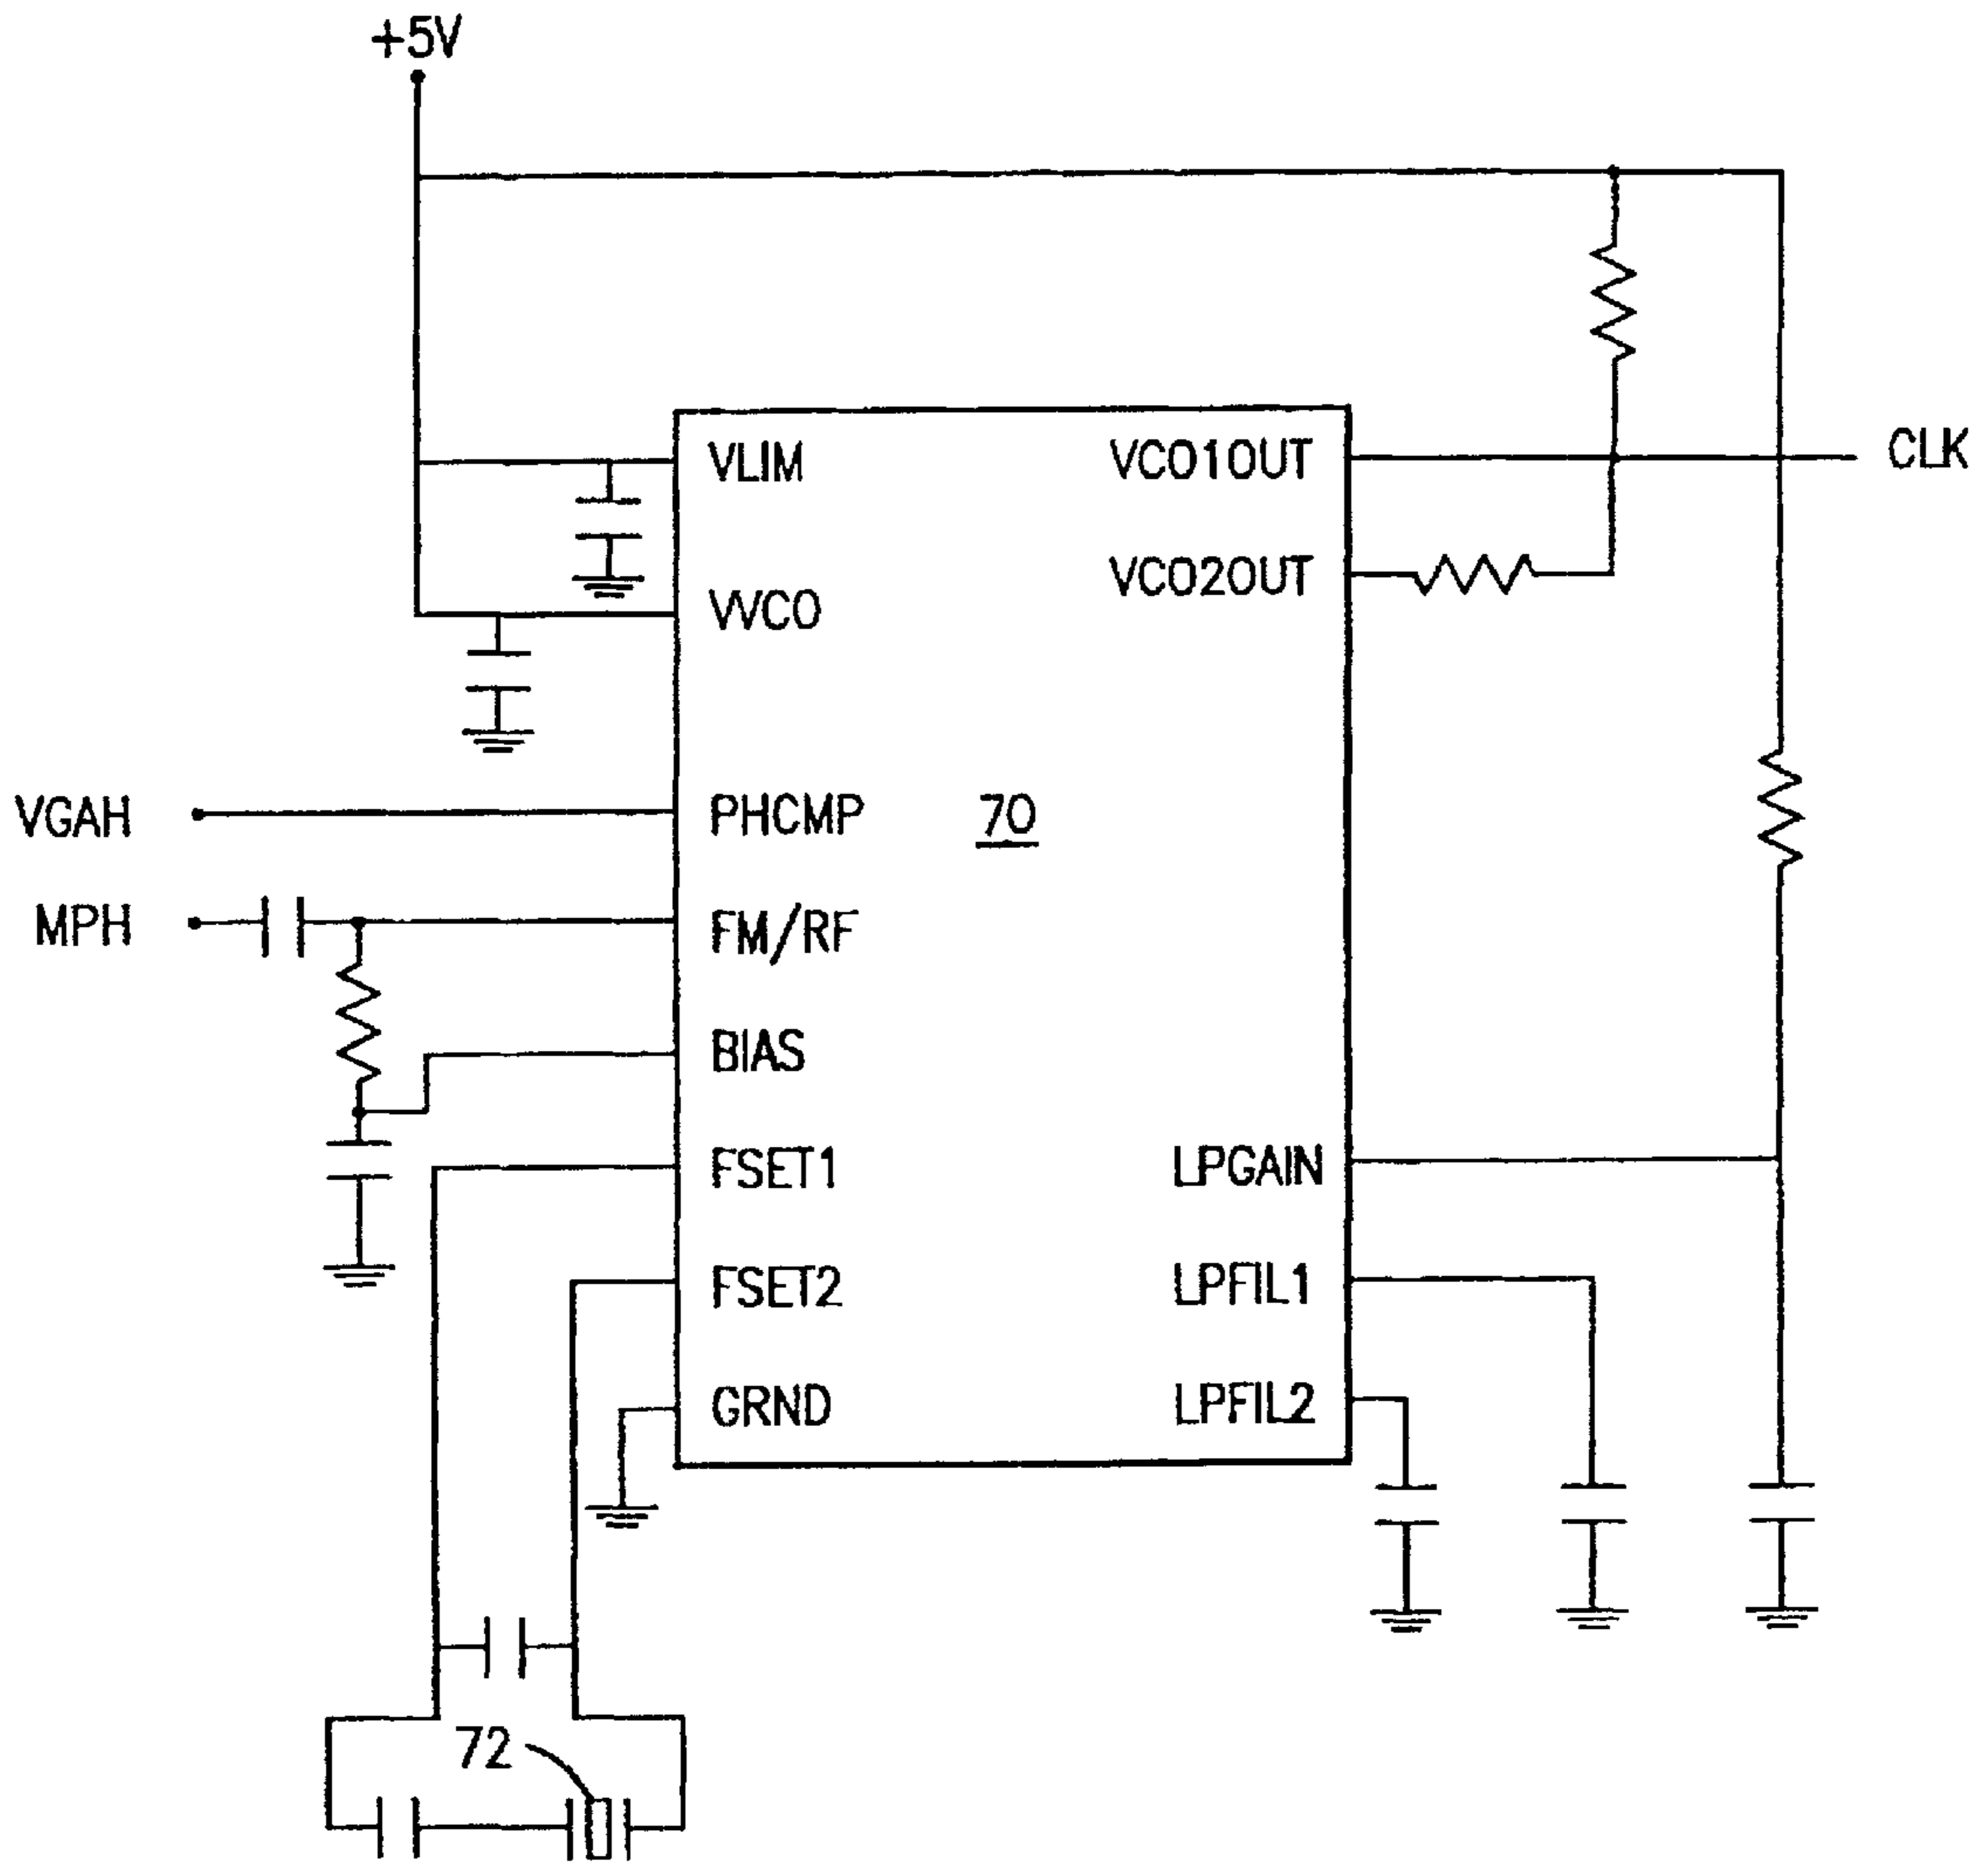 +5V
VLIM
VCO1OUT
CLK
VCO2OUT
VVCO
VGAH
PHCMP
70
MPH
FM/RF
BIAS
FSET1
LPGAIN
FSET2
LPFIL1
GRND
LPFIL2
72